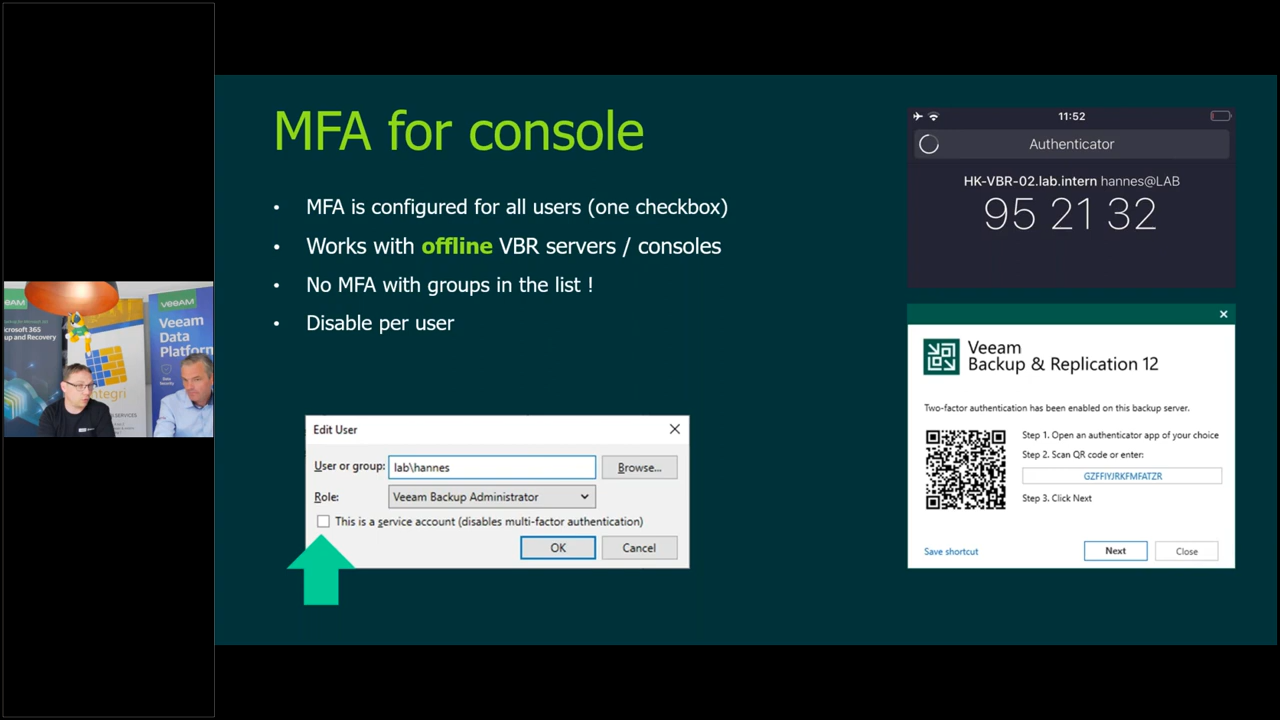 MFA for console
• MFA is configured for all users (one checkbox)
• Works with offline VBR servers / consoles
• No MFA with groups in the list !
• Disable per user
Edit User
User or group: lab\hannes Browse...
Role: Veeam Backup Administrator
This is a service account (disables multi-factor authentication)
OK Cancel
11:52
Authenticator
HK-VBR-02.lab.intern hannes@LAB
95 21 32
Veeam
Backup & Replication 12
Two-factor authentication has been enabled on this backup server.
Step 1. Open an authenticator app of your choice
Step 2. Scan QR code or enter:
GZFFIYJRKFMFATZR
Step 3. Click Next
Save shortcut Next Close
veeam
Veeam
Data
Platform